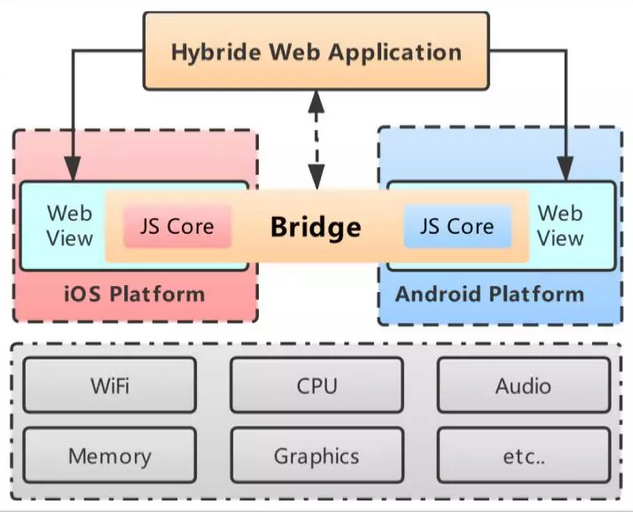 Hybride Web Application
Web
View
JS Core
Bridge
JS Core
Web
View
iOS Platform
Android Platform
WiFi
CPU
Audio
Memory
Graphics
etc..